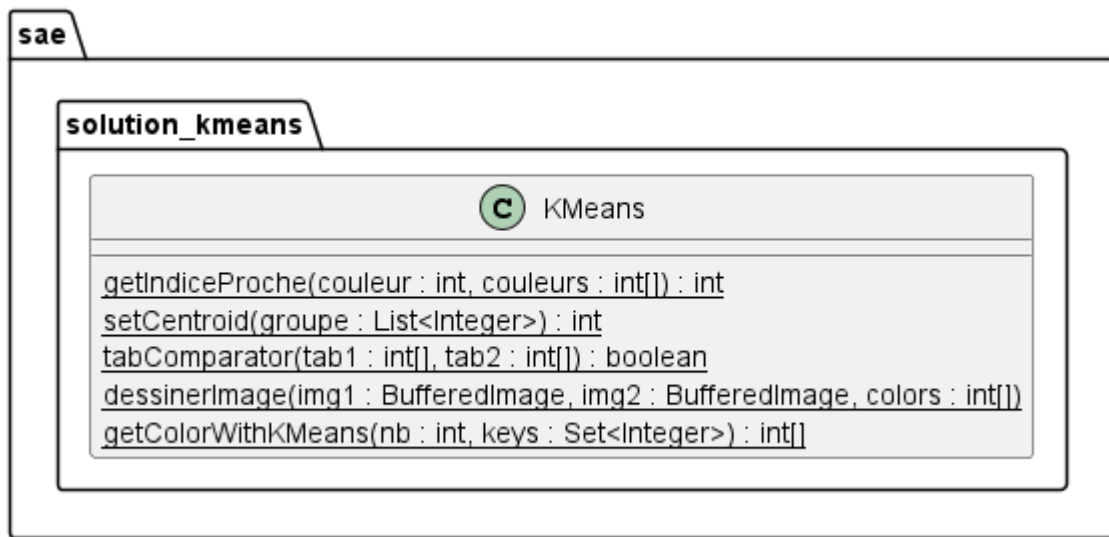 sae
solution_kmeans
C KMeans
getIndiceProche(couleur : int, couleurs : int[]) : int
setCentroid(groupe : List<Integer>) : int
tabComparator(tab1 : int[], tab2 : int[]) : boolean
dessinerImage(img1 : BufferedImage, img2 : BufferedImage, colors : int[])
getColorWithKMeans(nb : int, keys : Set<Integer>) : int[]